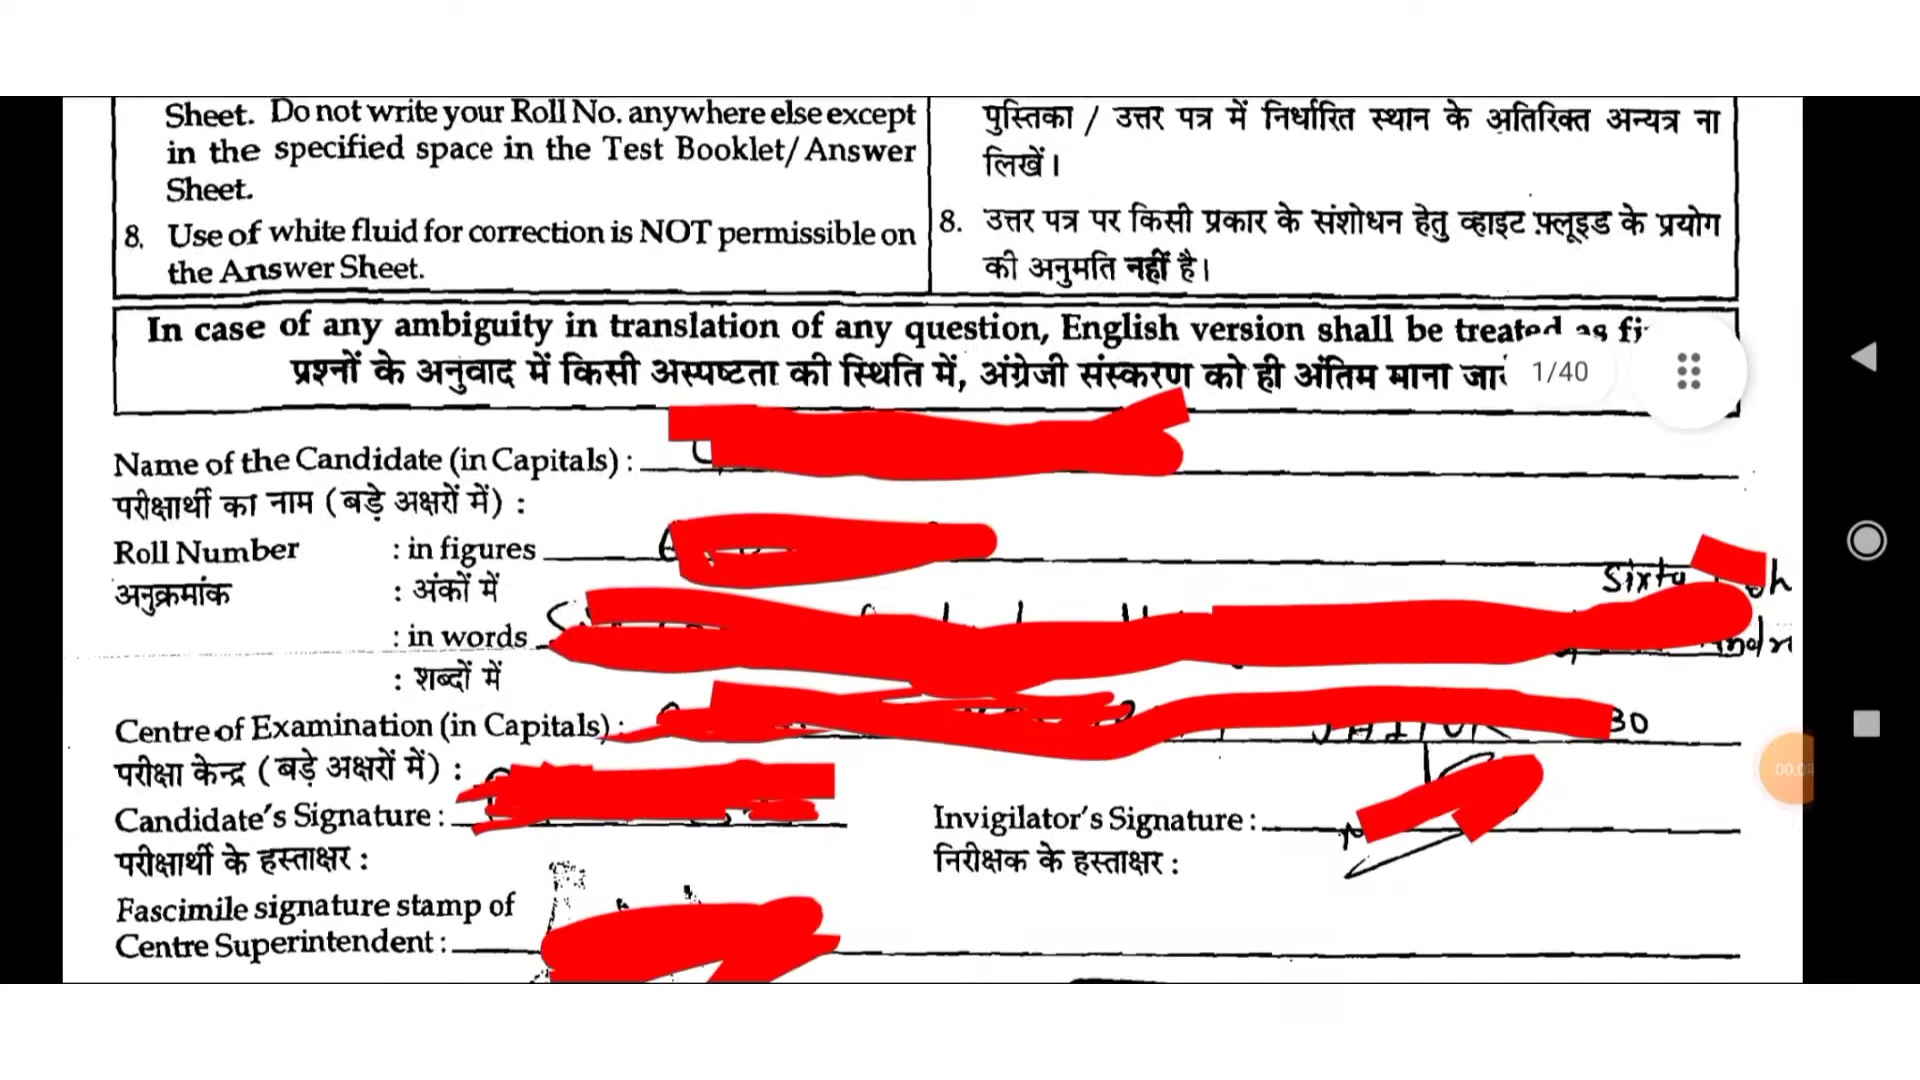 Sheet. Do not write your Roll No. anywhere else except
in the specified space in the Test Booklet/Answer
Sheet.
8. Use of white fluid for correction is NOT permissible on
the Answer Sheet.
पुस्तिका / उत्तर पत्र में निर्धारित स्थान के अतिरिक्त अन्यत्र ना
लिखें।
8. उत्तर पत्र पर किसी प्रकार के संशोधन हेतु व्हाइट फ़्लूइड के प्रयोग
की अनुमति नहीं है।
In case of any ambiguity in translation of any question, English version shall be treated as
प्रश्नों के अनुवाद में किसी अस्पष्टता की स्थिति में, अंग्रेजी संस्करण को ही अंतिम माना
1/40
Name of the Candidate (in Capitals) :
परीक्षार्थी का नाम (बड़े अक्षरों में) :
Roll Number : in figures
अनुक्रमांक : अंकों में
Sixty
: in words
: शब्दों में
Centre of Examination (in Capitals) : 30
परीक्षा केन्द्र (बड़े अक्षरों में) :
Candidate's Signature : Invigilator's Signature :
परीक्षार्थी के हस्ताक्षर : निरीक्षक के हस्ताक्षर :
Fascimile signature stamp of
Centre Superintendent :